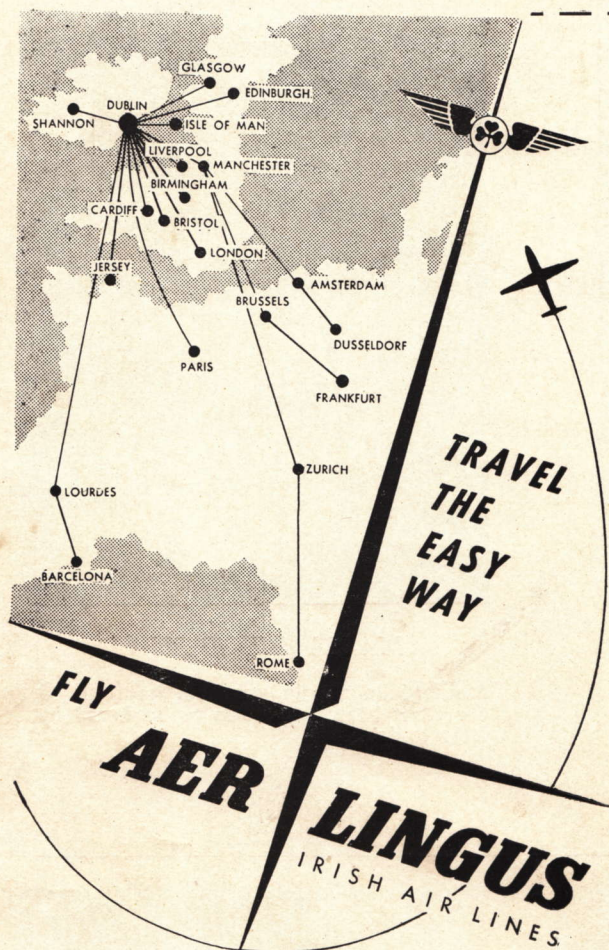 GLASGOW
EDINBURGH
DUBLIN
SHANNON
ISLE OF MAN
LIVERPOOL
MANCHESTER
BIRMINGHAM
CARDIFF
BRISTOL
LONDON
JERSEY
AMSTERDAM
BRUSSELS
DUSSELDORF
PARIS
FRANKFURT
ZURICH
LOURDES
BARCELONA
ROME
TRAVEL
THE
EASY
WAY
FLY
AER LINGUS
IRISH AIR LINES